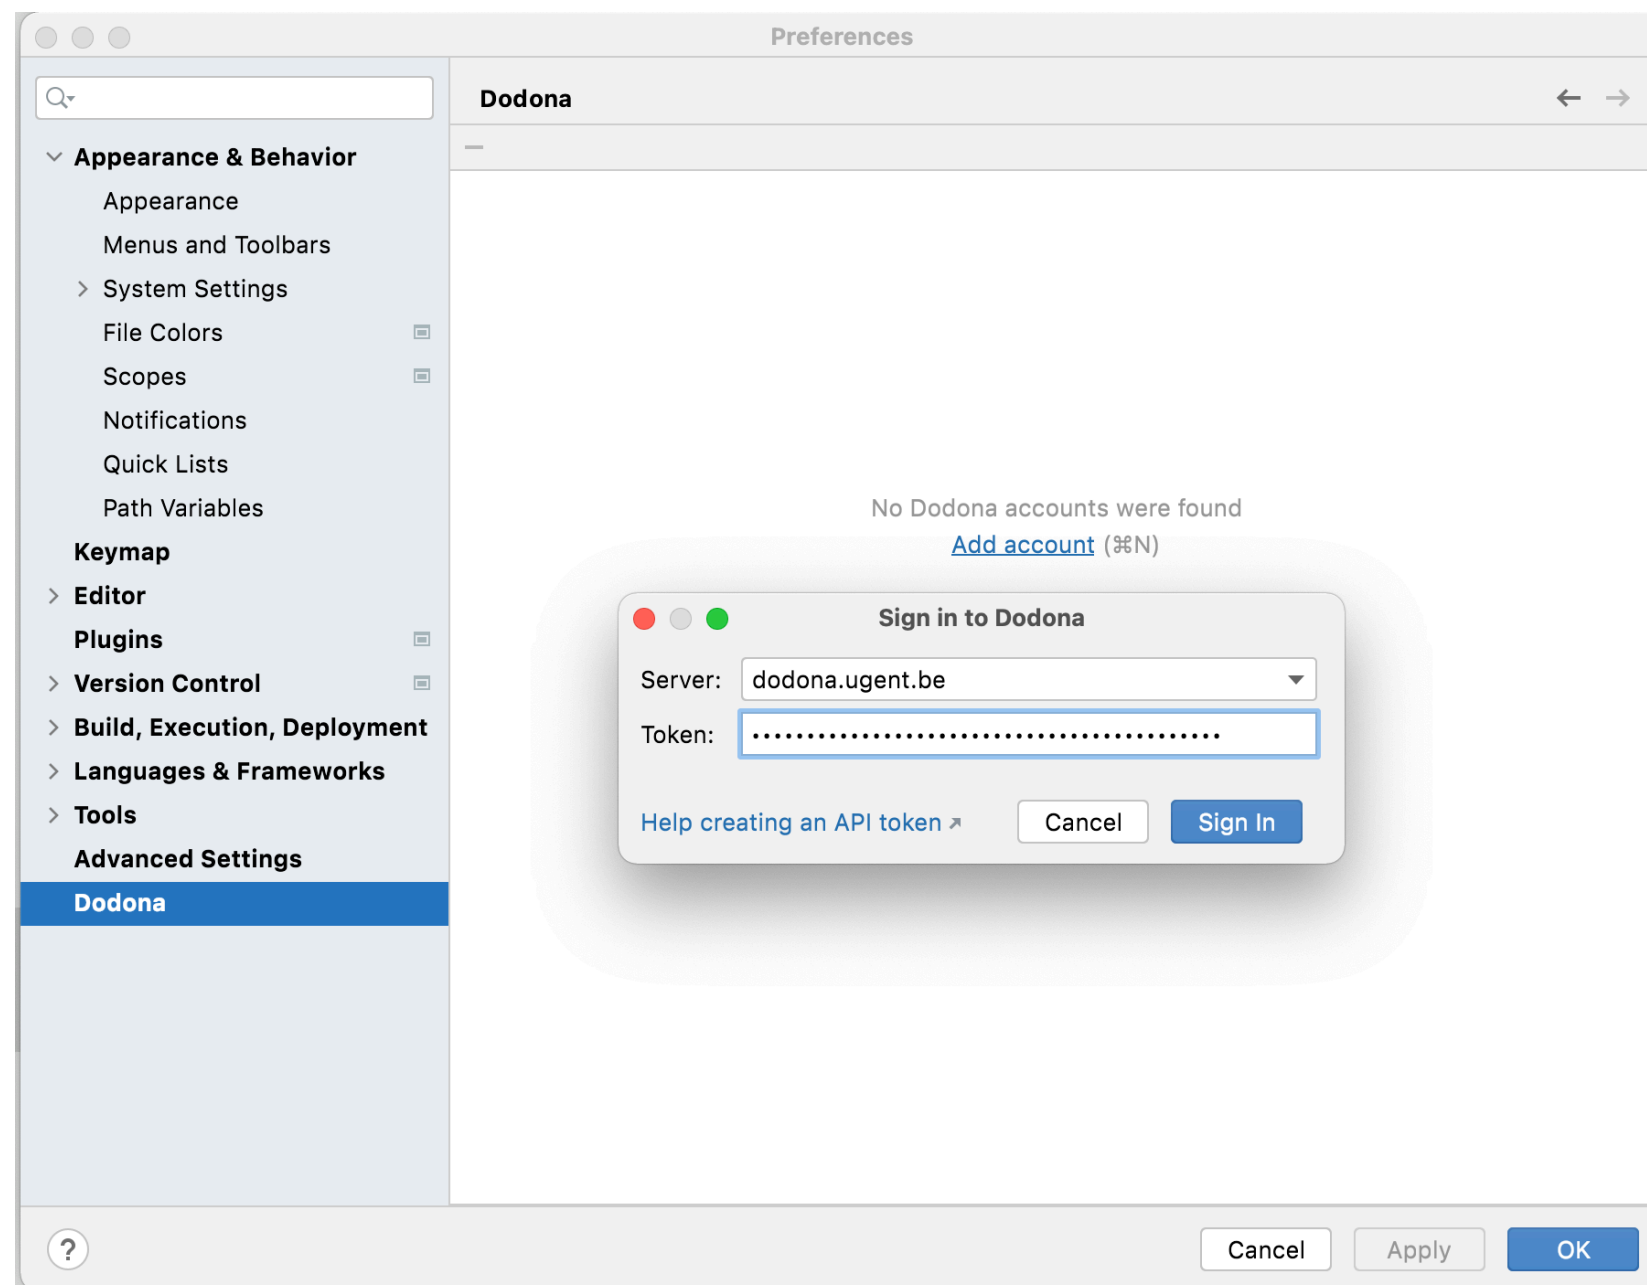 Preferences
Dodona
Appearance & Behavior
Appearance
Menus and Toolbars
System Settings
File Colors
Scopes
Notifications
Quick Lists
Path Variables
Keymap
Editor
Plugins
Version Control
Build, Execution, Deployment
Languages & Frameworks
Tools
Advanced Settings
Dodona
No Dodona accounts were found
Add account (⌘N)
Sign in to Dodona
Server: dodona.ugent.be
Token: •••••••••••••••••••••••••••••••••••••••••••
Help creating an API token ↗
Cancel
Sign In
?
Cancel
Apply
OK